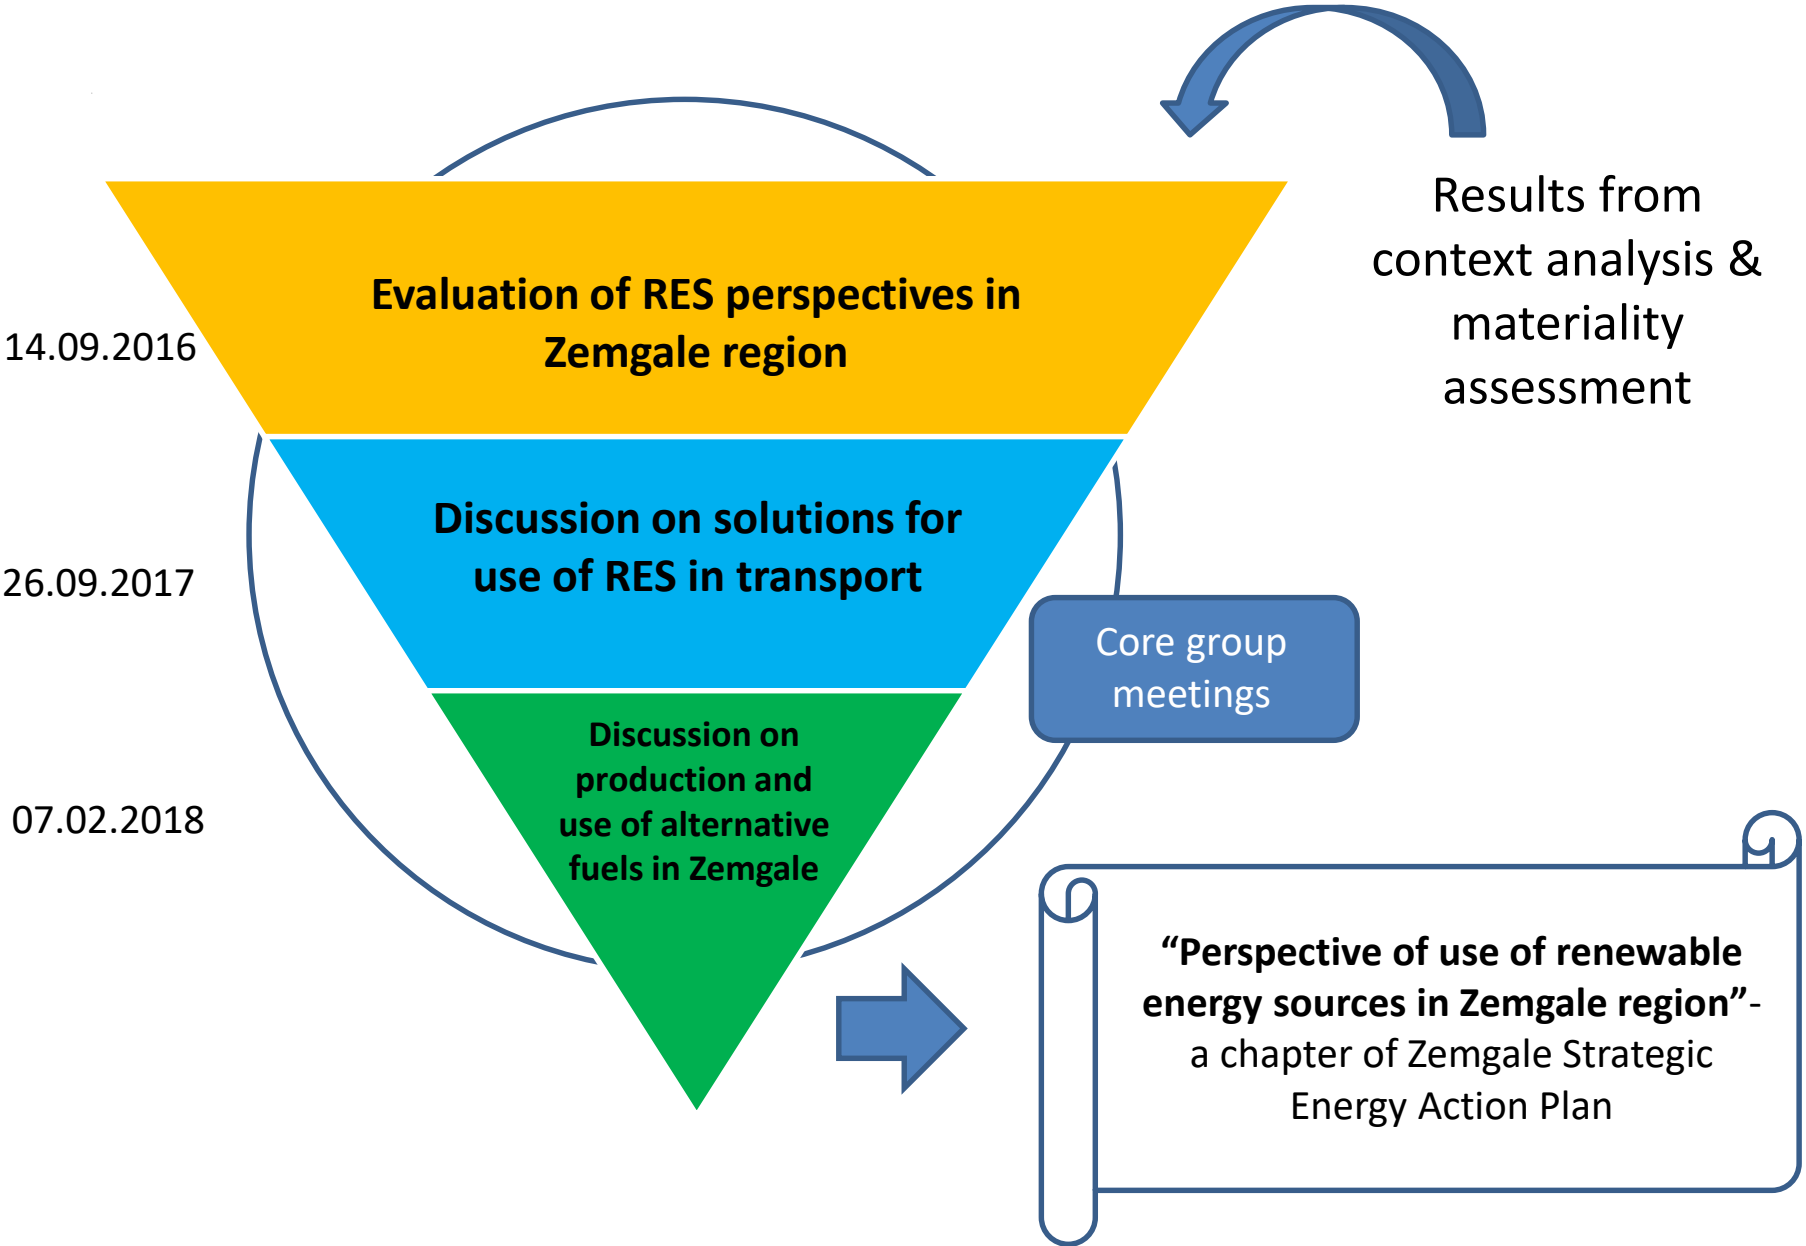 Results from
context analysis &
materiality
assessment
14.09.2016
Evaluation of RES perspectives in
Zemgale region
26.09.2017
Discussion on solutions for
use of RES in transport
Core group
meetings
07.02.2018
Discussion on
production and
use of alternative
fuels in Zemgale
“Perspective of use of renewable
energy sources in Zemgale region”-
a chapter of Zemgale Strategic
Energy Action Plan